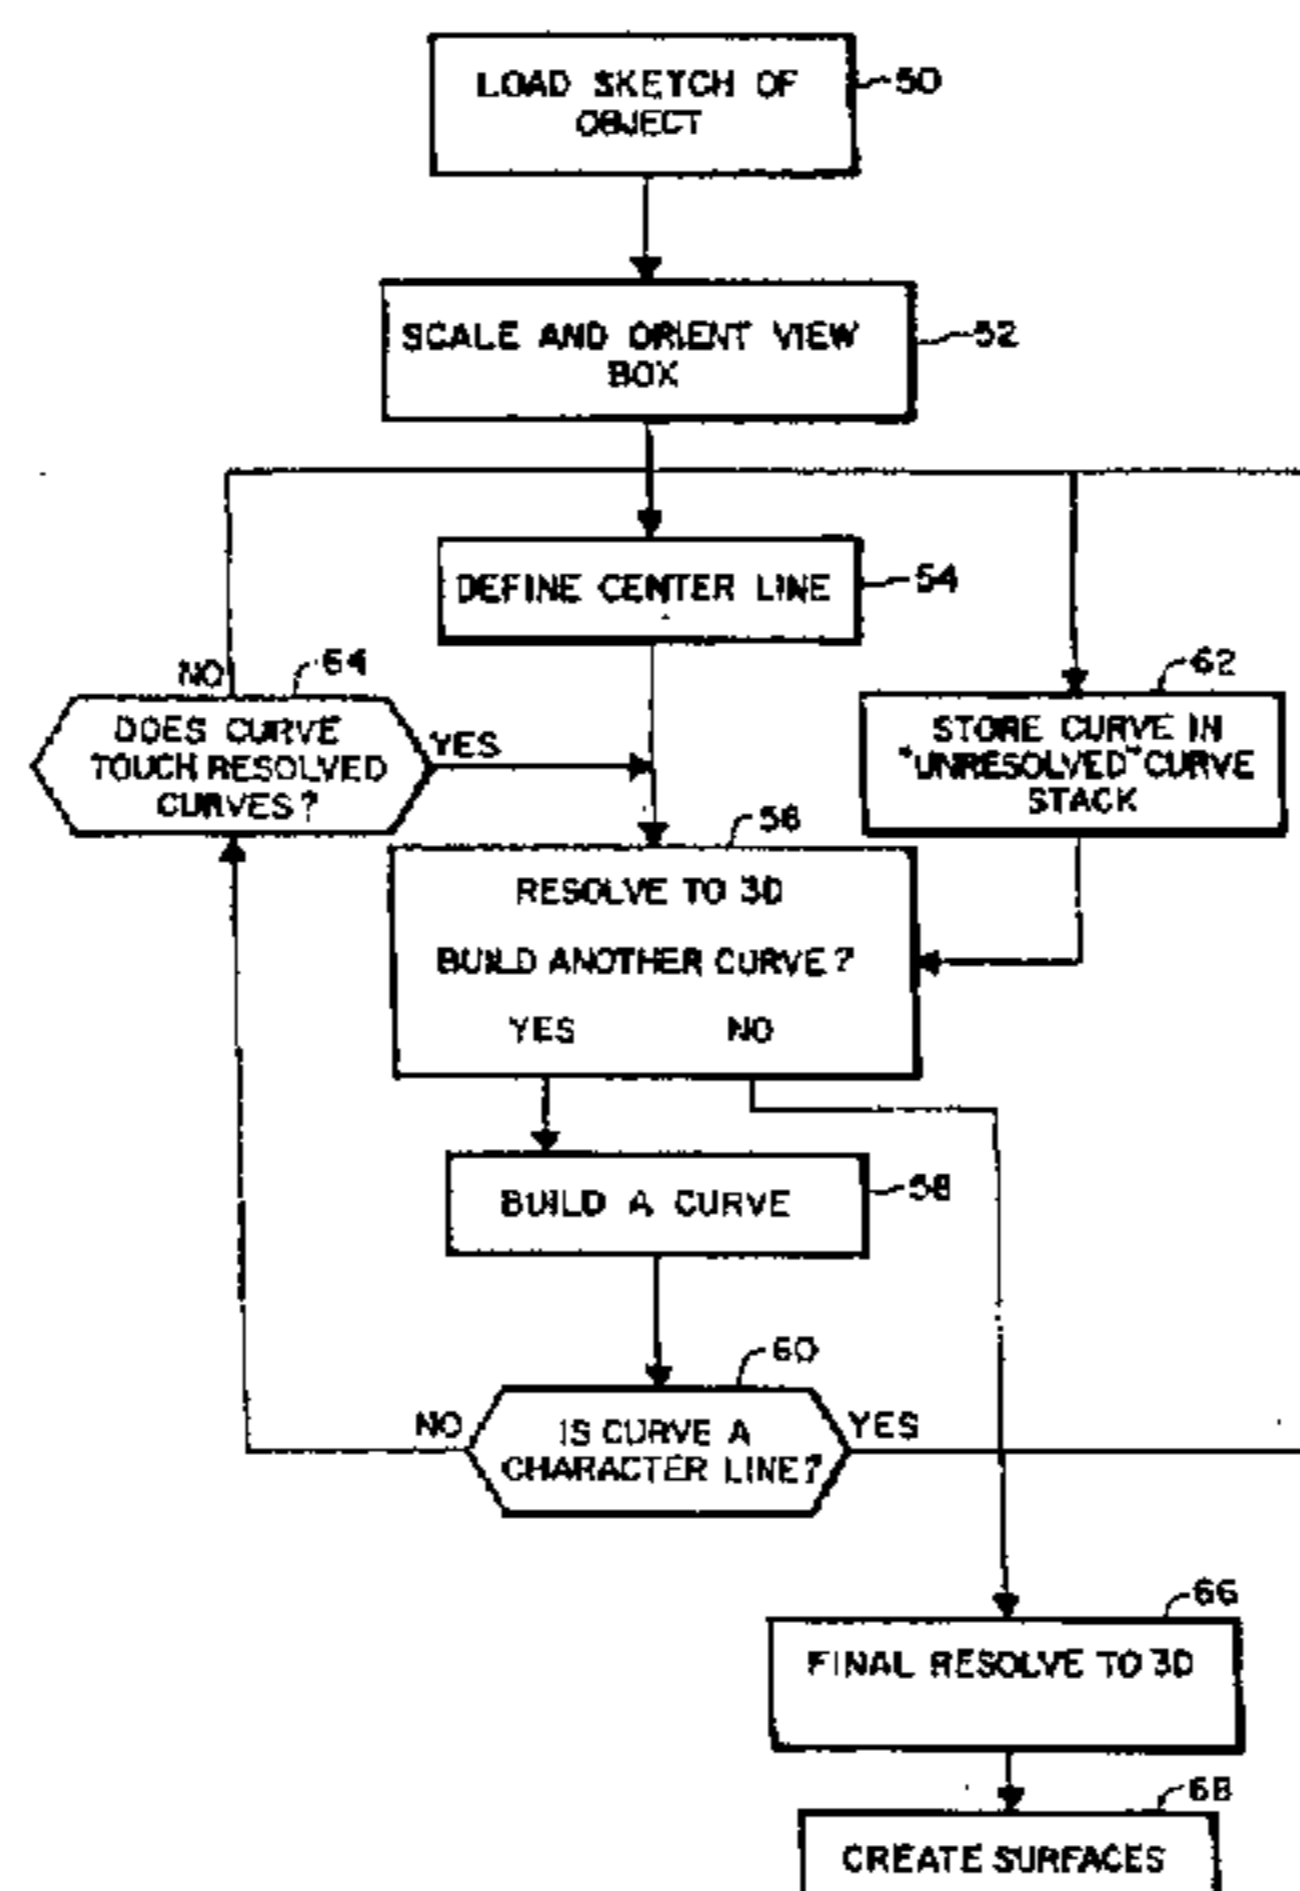 LOAD SKETCH OF
OBJECT
50
SCALE AND ORIENT VIEW
BOX
52
DEFINE CENTER LINE
54
NO
64
DOES CURVE
TOUCH RESOLVED
CURVES?
YES
62
STORE CURVE IN
"UNRESOLVED" CURVE
STACK
56
RESOLVE TO 3D
BUILD ANOTHER CURVE?
YES NO
BUILD A CURVE
58
60
NO
IS CURVE A
CHARACTER LINE?
YES
66
FINAL RESOLVE TO 3D
68
CREATE SURFACES